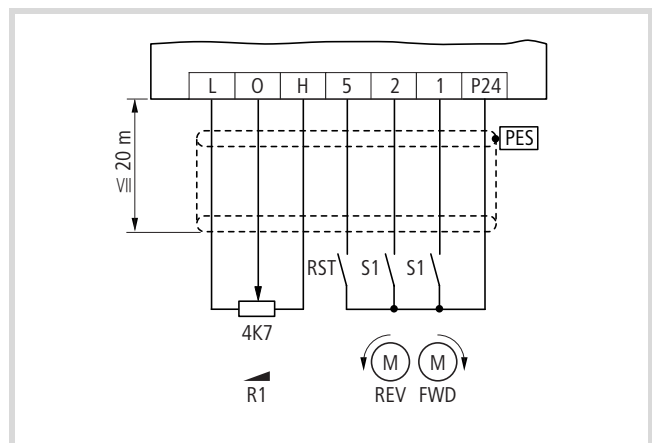 L O H 5 2 1 P24
PES
≦ 20 m
RST S1 S1
4K7
M M
R1 REV FWD